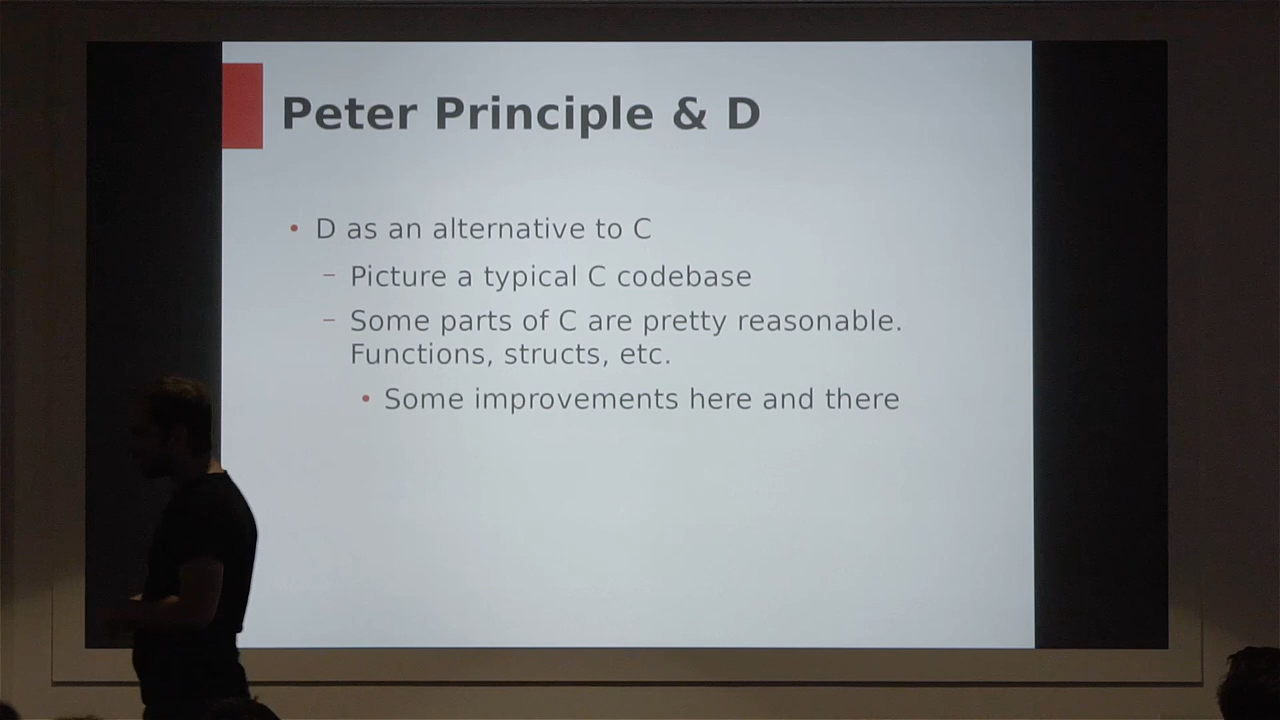 Peter Principle & D
• D as an alternative to C
– Picture a typical C codebase
– Some parts of C are pretty reasonable.
Functions, structs, etc.
• Some improvements here and there